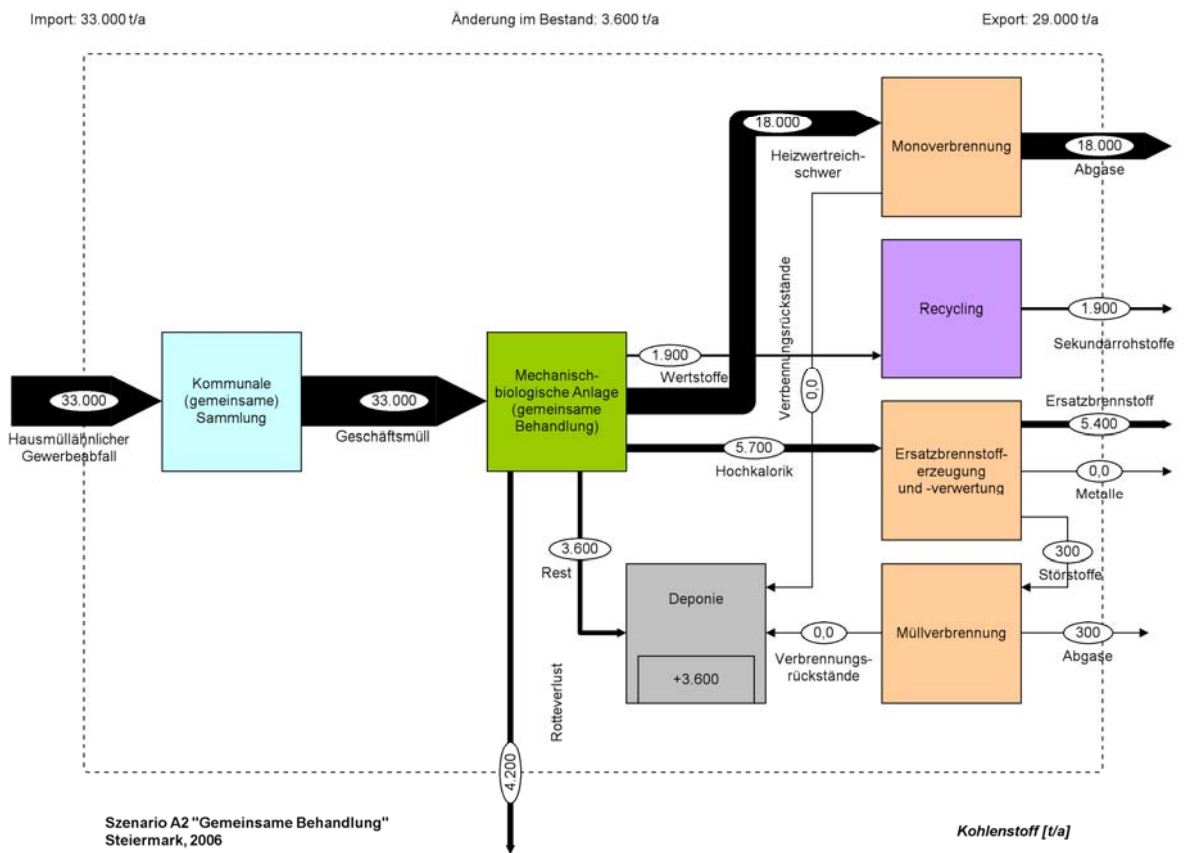 Import: 33.000 t/a
Änderung im Bestand: 3.600 t/a
Export: 29.000 t/a
18.000
Heizwertreich-
schwer
Monoverbrennung
18.000
Abgase
Verrbennungsrückstände
0,0
Recycling
1.900
Sekundärrohstoffe
1.900
Wertstoffe
33.000
Hausmüllähnlicher
Gewerbeabfall
Kommunale
(gemeinsame)
Sammlung
33.000
Geschäftsmüll
Mechanisch-
biologische Anlage
(gemeinsame
Behandlung)
5.700
Hochkalorik
Ersatzbrennstoff-
erzeugung
und -verwertung
Ersatzbrennstoff
5.400
0,0
Metalle
300
Störstoffe
3.600
Rest
Deponie
+3.600
0,0
Verbrennungs-
rückstände
Müllverbrennung
300
Abgase
Rotteverlust
4.200
Szenario A2 "Gemeinsame Behandlung"
Steiermark, 2006
Kohlenstoff [t/a]